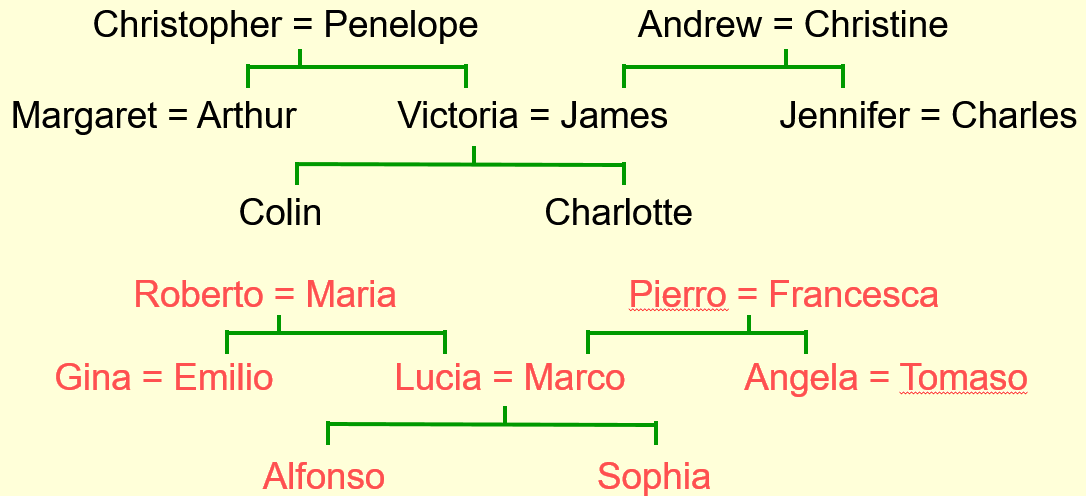 Christopher = Penelope Andrew = Christine
Margaret = Arthur Victoria = James Jennifer = Charles
Colin Charlotte
Roberto = Maria Pierro = Francesca
Gina = Emilio Lucia = Marco Angela = Tomaso
Alfonso Sophia